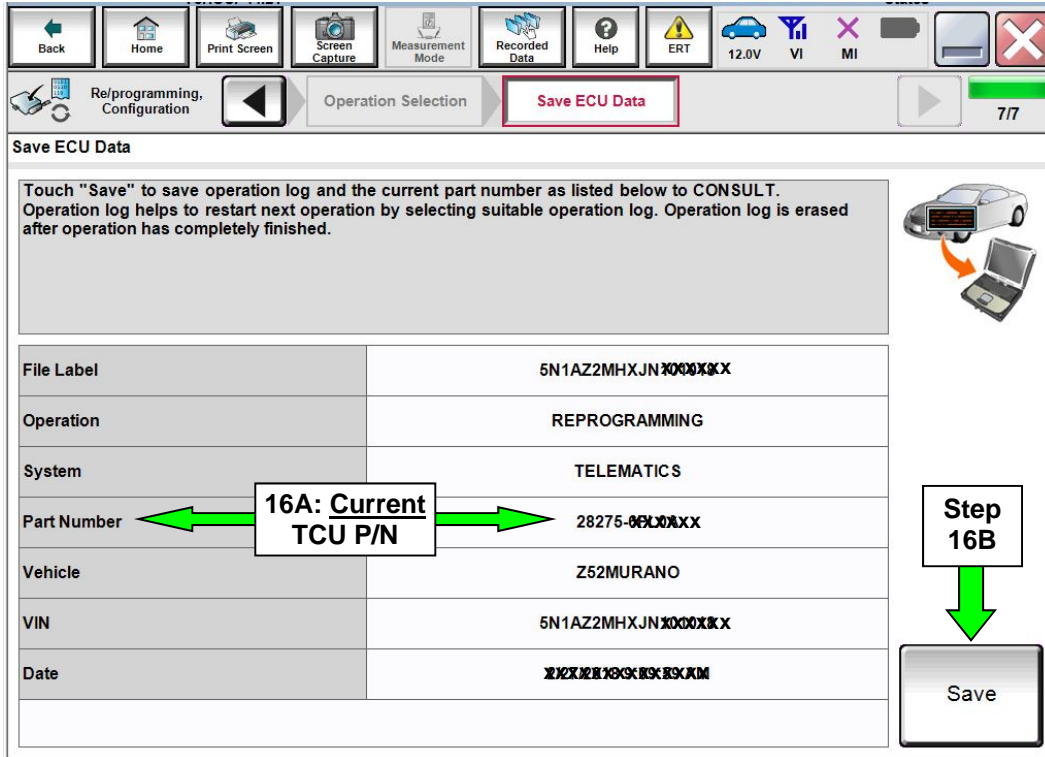 Back
Home
Print Screen
Screen Capture
Measurement Mode
Recorded Data
Help
ERT
12.0V
VI
MI
Re/programming, Configuration
Operation Selection
Save ECU Data
7/7
Save ECU Data
Touch "Save" to save operation log and the current part number as listed below to CONSULT.
Operation log helps to restart next operation by selecting suitable operation log. Operation log is erased
after operation has completely finished.
File Label
5N1AZ2MHXJN
Operation
REPROGRAMMING
System
TELEMATICS
16A: Current
TCU P/N
Part Number
28275-
Step
16B
Vehicle
Z52MURANO
VIN
5N1AZ2MHXJN
Date
Save